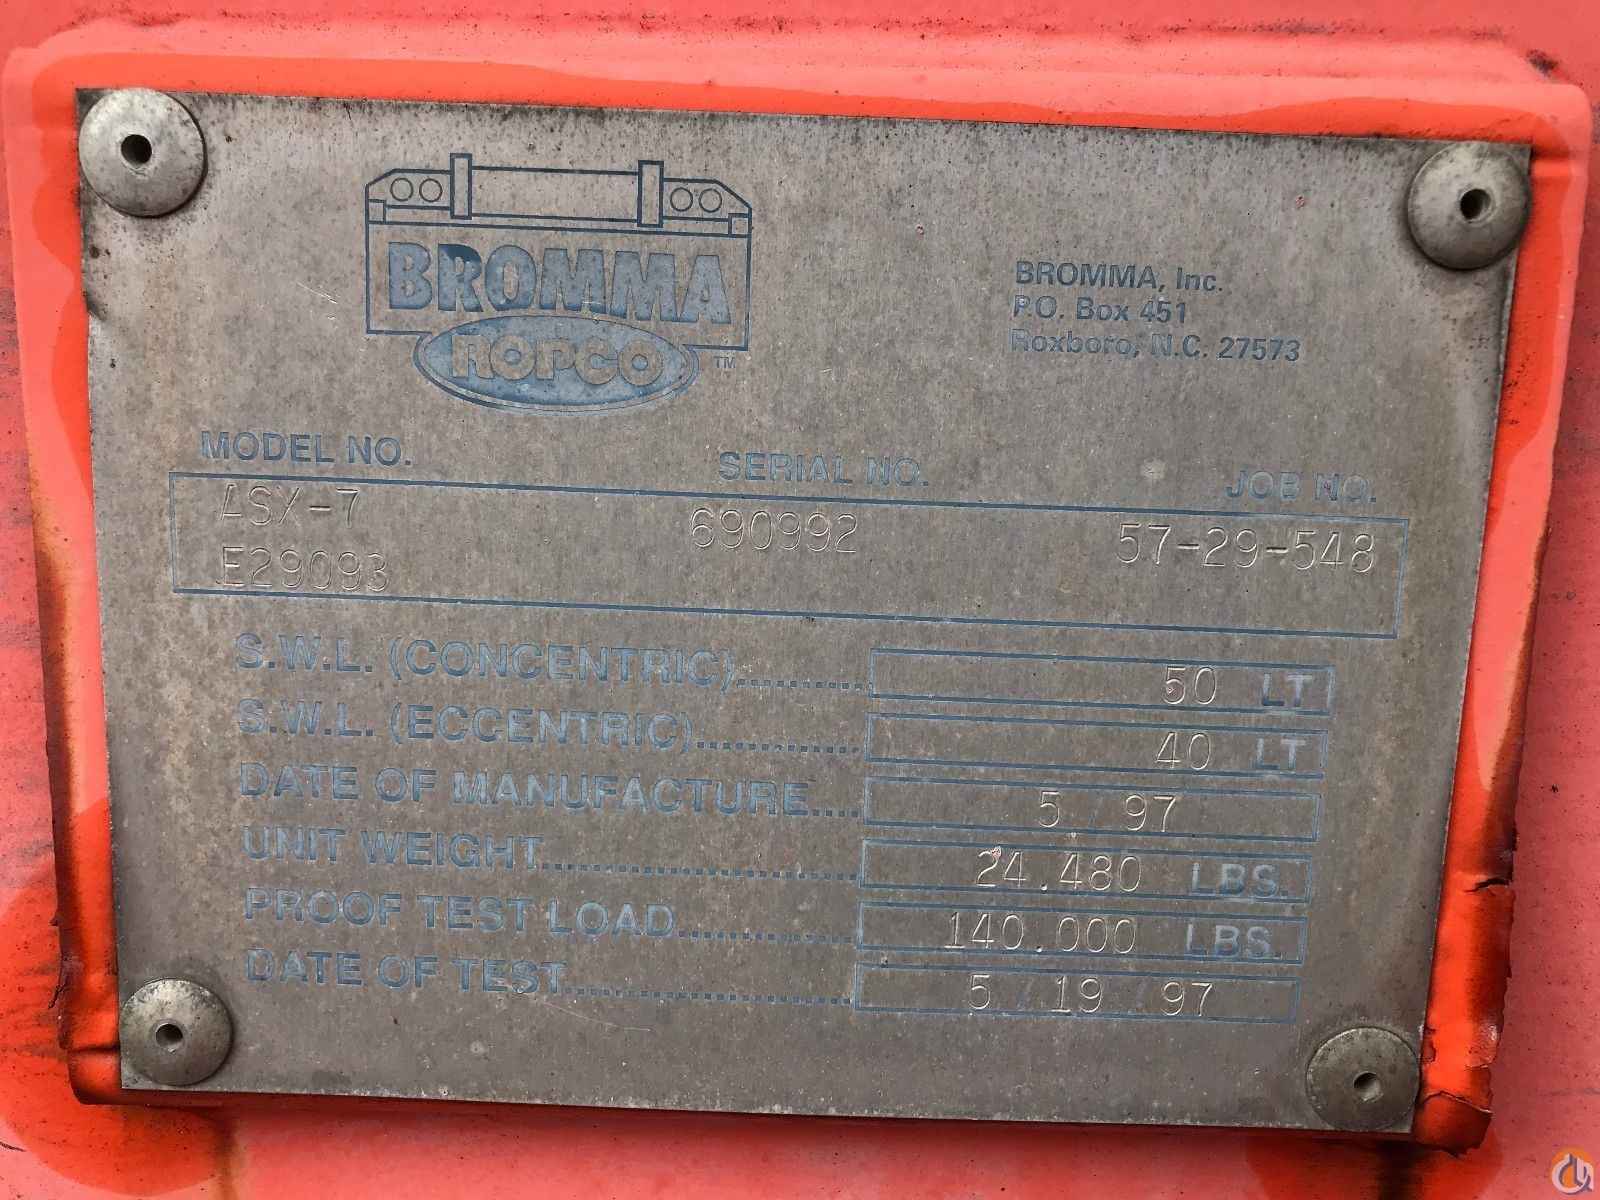 BROMMA
ROPCO
TM
BROMMA, Inc.
P.O. Box 451
Roxboro, N.C. 27573
MODEL NO. SERIAL NO. JOB NO.
ASX-7 690992 57-29-548
E29093
S.W.L. (CONCENTRIC).......... 50 LT
S.W.L. (ECCENTRIC)............. 40 LT
DATE OF MANUFACTURE.... 5 / 97
UNIT WEIGHT......................... 24.480 LBS.
PROOF TEST LOAD.............. 140.000 LBS.
DATE OF TEST....................... 5 / 19 / 97